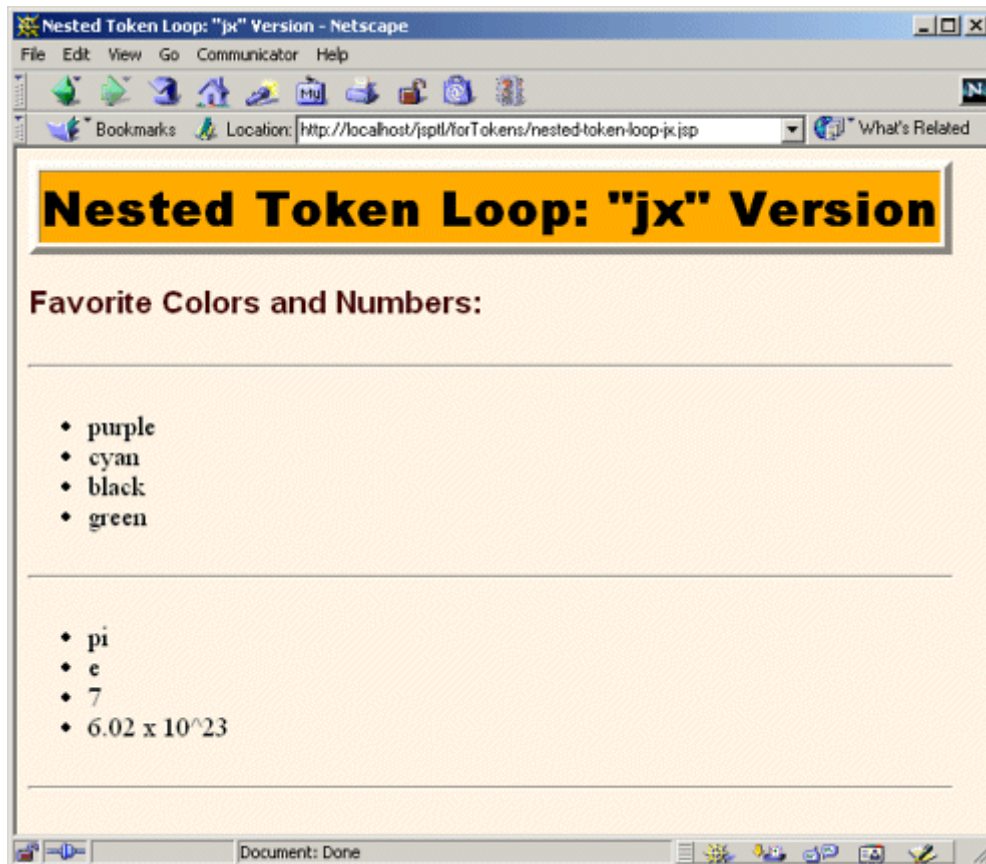 Nested Token Loop: "jx" Version - Netscape
File Edit View Go Communicator Help
My
N
Bookmarks Location: http://localhost/jsptl/forTokens/nested-token-loop-jx.jsp What's Related
Nested Token Loop: "jx" Version
Favorite Colors and Numbers:
purple
cyan
black
green
pi
e
7
6.02 x 10^23
Document: Done